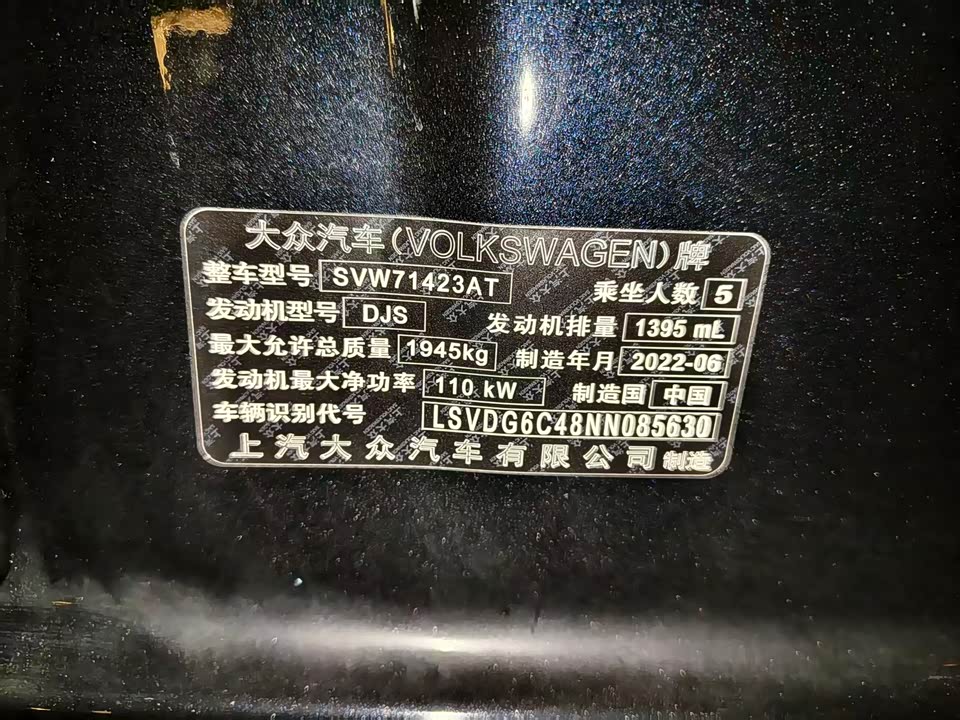 大众汽车(VOLKSWAGEN)牌
整车型号 SVW71423AT 乘坐人数 5
发动机型号 DJS 发动机排量 1395 mL
最大允许总质量 1945kg 制造年月 2022-06
发动机最大净功率 110 kW 制造国 中国
车辆识别代号 LSVDG6C48NN085630
上汽大众汽车有限公司 制造